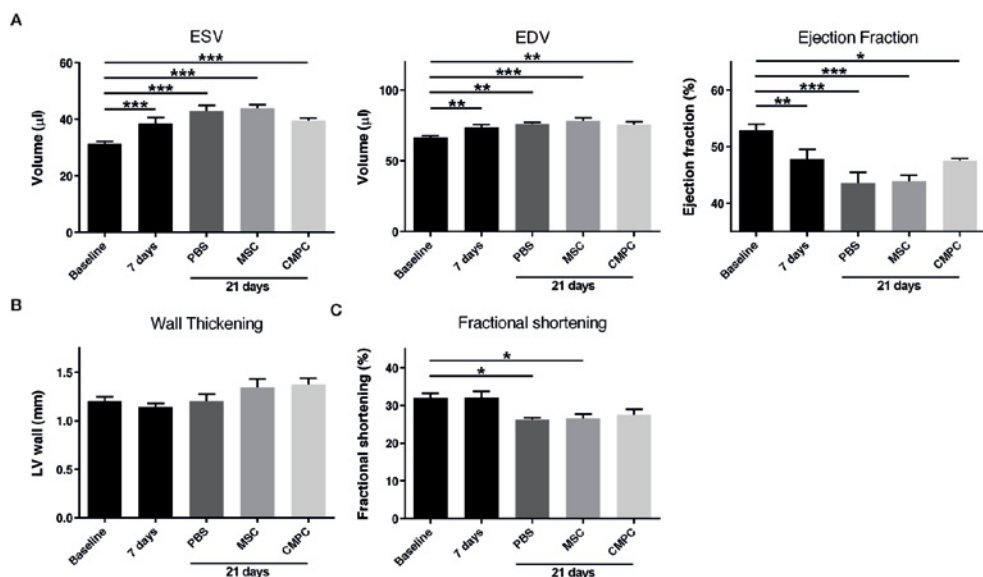 A
ESV
***
***
***
***
60
40
20
0
Volume (µl)
Baseline
7 days
PBS
MSC
CMPC
21 days
EDV
**
***
**
**
100
50
0
Volume (µl)
Baseline
7 days
PBS
MSC
CMPC
21 days
Ejection Fraction
*
***
***
**
60
50
40
Ejection fraction (%)
Baseline
7 days
PBS
MSC
CMPC
21 days
B
Wall Thickening
1.5
1.0
0.5
0.0
LV wall (mm)
Baseline
7 days
PBS
MSC
CMPC
21 days
C
Fractional shortening
*
*
40
30
20
10
0
Fractional shortening (%)
Baseline
7 days
PBS
MSC
CMPC
21 days